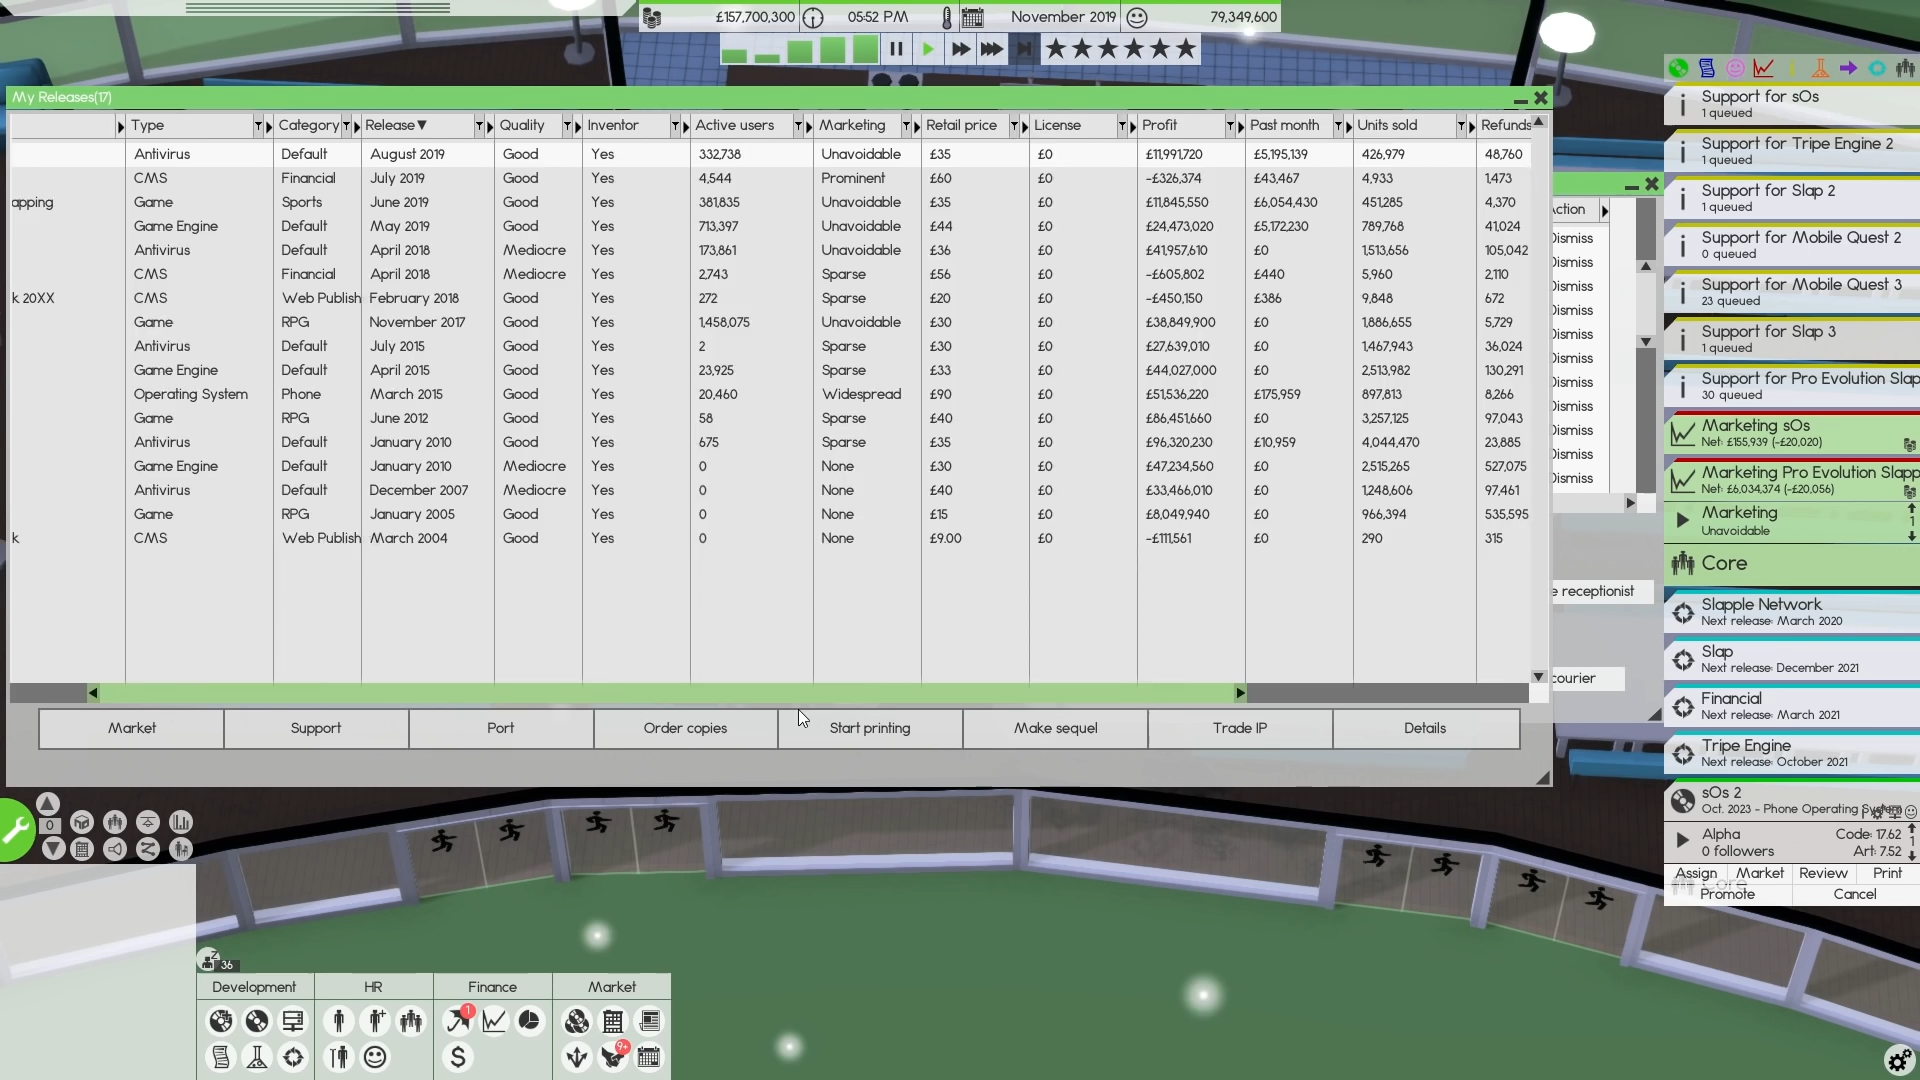 £157,700,300 05:52 PM November 2019 79,349,600
My Releases(17)
Type Category Release▼ Quality Inventor Active users Marketing Retail price License Profit Past month Units sold Refunds
Antivirus Default August 2019 Good Yes 332,738 Unavoidable £35 £0 £11,991,720 £5,195,139 426,979 48,760
CMS Financial July 2019 Good Yes 4,544 Prominent £60 £0 -£326,374 £43,467 4,933 1,473
apping Game Sports June 2019 Good Yes 381,835 Unavoidable £35 £0 £11,845,550 £6,054,430 451,285 4,370
Game Engine Default May 2019 Good Yes 713,397 Unavoidable £44 £0 £24,473,020 £5,172,230 789,768 41,024
Antivirus Default April 2018 Mediocre Yes 173,861 Unavoidable £36 £0 £41,957,610 £0 1,513,656 105,042
CMS Financial April 2018 Mediocre Yes 2,743 Sparse £56 £0 -£605,802 £440 5,960 2,110
k 20XX CMS Web Publish February 2018 Good Yes 272 Sparse £20 £0 -£450,150 £386 9,848 672
Game RPG November 2017 Good Yes 1,458,075 Unavoidable £30 £0 £38,849,900 £0 1,886,655 5,729
Antivirus Default July 2015 Good Yes 2 Sparse £30 £0 £27,639,010 £0 1,467,943 36,024
Game Engine Default April 2015 Good Yes 23,925 Sparse £33 £0 £44,027,000 £0 2,513,982 130,291
Operating System Phone March 2015 Good Yes 20,460 Widespread £90 £0 £51,536,220 £175,959 897,813 8,266
Game RPG June 2012 Good Yes 58 Sparse £40 £0 £86,451,660 £0 3,257,125 97,043
Antivirus Default January 2010 Good Yes 675 Sparse £35 £0 £96,320,230 £10,959 4,044,470 23,885
Game Engine Default January 2010 Mediocre Yes 0 None £30 £0 £47,234,560 £0 2,515,265 527,075
Antivirus Default December 2007 Mediocre Yes 0 None £40 £0 £33,466,010 £0 1,248,606 97,461
Game RPG January 2005 Good Yes 0 None £15 £0 £8,049,940 £0 966,394 535,595
k CMS Web Publish March 2004 Good Yes 0 None £9.00 £0 -£111,561 £0 290 315
Market Support Port Order copies Start printing Make sequel Trade IP Details
ction
Dismiss
Dismiss
Dismiss
Dismiss
Dismiss
Dismiss
Dismiss
Dismiss
Dismiss
Dismiss
Dismiss
e receptionist
courier
Support for sOs
1 queued
Support for Tripe Engine 2
1 queued
Support for Slap 2
1 queued
Support for Mobile Quest 2
0 queued
Support for Mobile Quest 3
23 queued
Support for Slap 3
1 queued
Support for Pro Evolution Slap
30 queued
Marketing sOs
Net: £155,939 (-£20,020)
Marketing Pro Evolution Slapp
Net: £6,034,374 (-£20,056)
Marketing
Unavoidable
1
Core
Slapple Network
Next release: March 2020
Slap
Next release: December 2021
Financial
Next release: March 2021
Tripe Engine
Next release: October 2021
sOs 2
Oct. 2023 - Phone Operating System
Alpha Code: 17.62
0 followers Art: 7.52
1
Assign Market Review Print
Core
Promote Cancel
0
36
Development HR Finance Market
1
9+